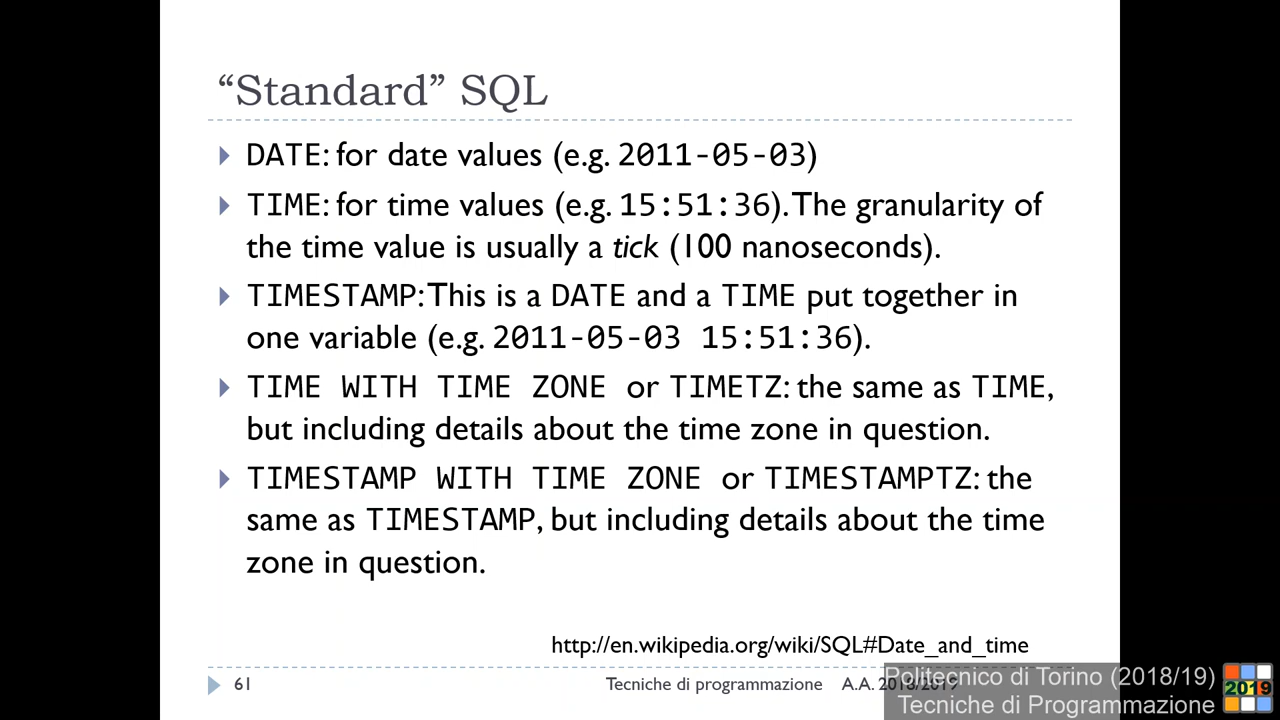 “Standard” SQL
DATE: for date values (e.g. 2011-05-03)
TIME: for time values (e.g. 15:51:36). The granularity of
the time value is usually a tick (100 nanoseconds).
TIMESTAMP: This is a DATE and a TIME put together in
one variable (e.g. 2011-05-03 15:51:36).
TIME WITH TIME ZONE or TIMETZ: the same as TIME,
but including details about the time zone in question.
TIMESTAMP WITH TIME ZONE or TIMESTAMPTZ: the
same as TIMESTAMP, but including details about the time
zone in question.
http://en.wikipedia.org/wiki/SQL#Date_and_time
61 Tecniche di programmazione A.A. 2018/2019
Politecnico di Torino (2018/19)
Tecniche di Programmazione
2019